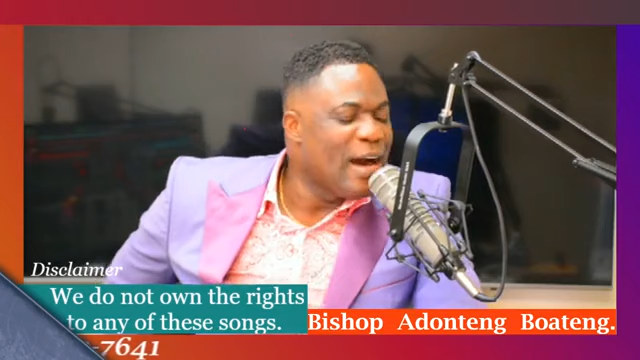 Disclaimer
We do not own the rights
to any of these songs.
Bishop Adonteng Boateng.
-7641